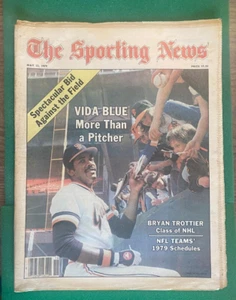 The Sporting News
Spectacular Bid
Against the Field
VIDA BLUE
More Than
a Pitcher
BRYAN TROTTIER
Class of NHL
NFL TEAMS'
1979 Schedules